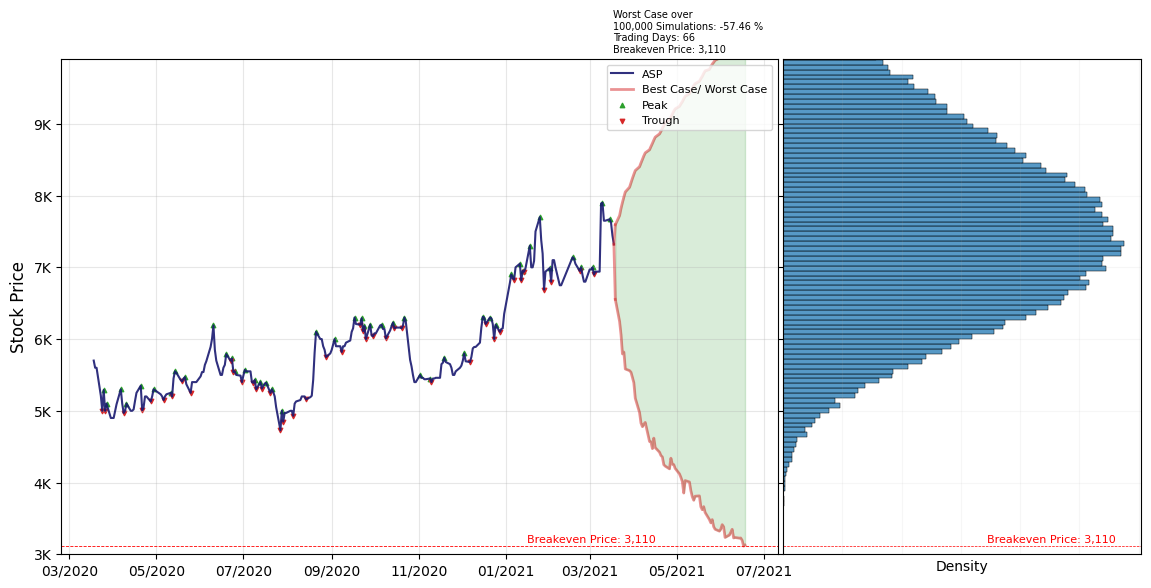 Worst Case over
100,000 Simulations: -57.46 %
Trading Days: 66
Breakeven Price: 3,110
ASP
Best Case/ Worst Case
Peak
Trough
Stock Price
9K
8K
7K
6K
5K
4K
3K
Breakeven Price: 3,110
Breakeven Price: 3,110
03/2020 05/2020 07/2020 09/2020 11/2020 01/2021 03/2021 05/2021 07/2021
Density